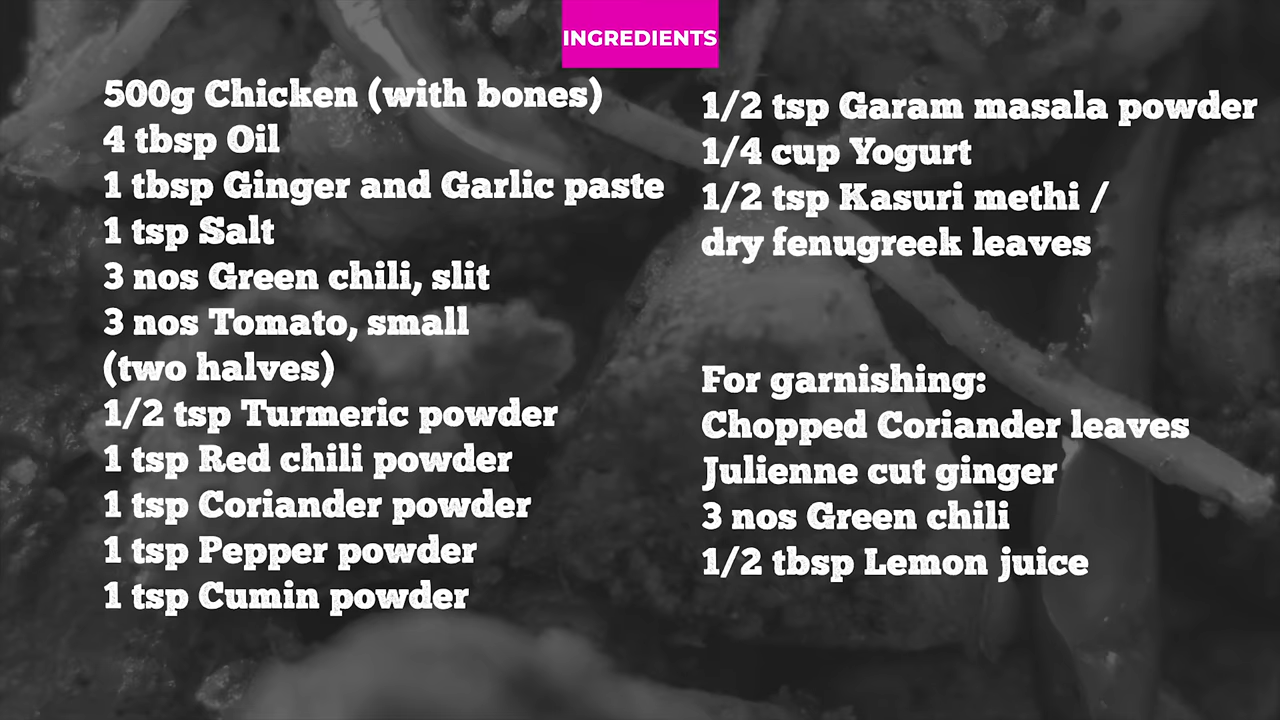 INGREDIENTS
500g Chicken (with bones)
4 tbsp Oil
1 tbsp Ginger and Garlic paste
1 tsp Salt
3 nos Green chili, slit
3 nos Tomato, small
(two halves)
1/2 tsp Turmeric powder
1 tsp Red chili powder
1 tsp Coriander powder
1 tsp Pepper powder
1 tsp Cumin powder
1/2 tsp Garam masala powder
1/4 cup Yogurt
1/2 tsp Kasuri methi /
dry fenugreek leaves
For garnishing:
Chopped Coriander leaves
Julienne cut ginger
3 nos Green chili
1/2 tbsp Lemon juice